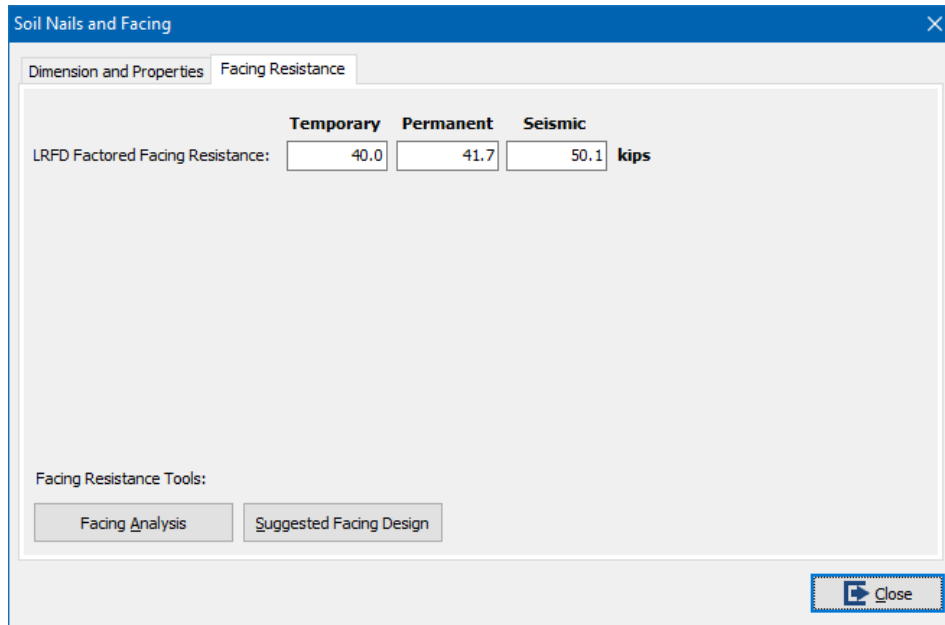 Soil Nails and Facing
Dimension and Properties Facing Resistance
Temporary Permanent Seismic
LRFD Factored Facing Resistance: 40.0 41.7 50.1 kips
Facing Resistance Tools:
Facing Analysis Suggested Facing Design
Close